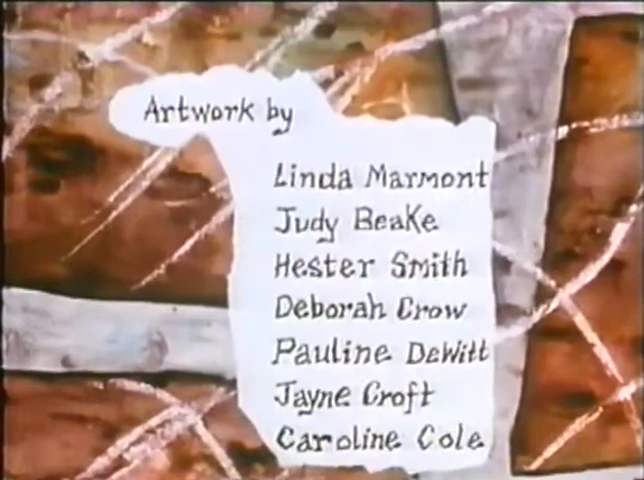 Artwork by
Linda Marmont
Judy Beake
Hester Smith
Deborah Crow
Pauline DeWitt
Jayne Croft
Caroline Cole